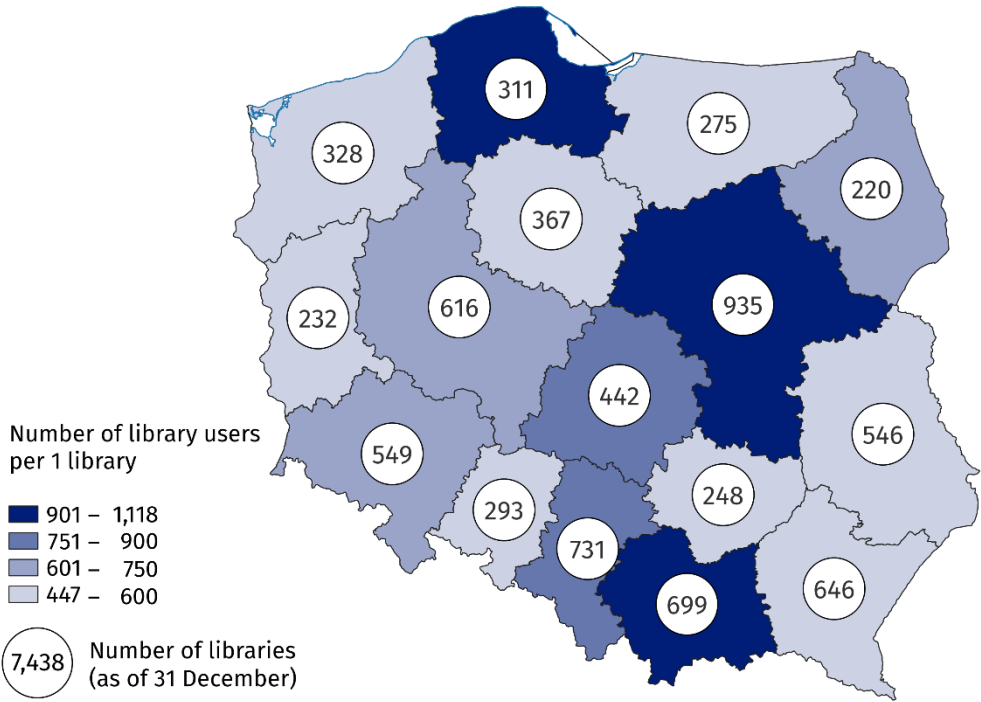 311
275
328
220
367
935
616
232
442
546
549
248
293
731
646
699
Number of library users
per 1 library
901 – 1,118
751 – 900
601 – 750
447 – 600
7,438
Number of libraries
(as of 31 December)